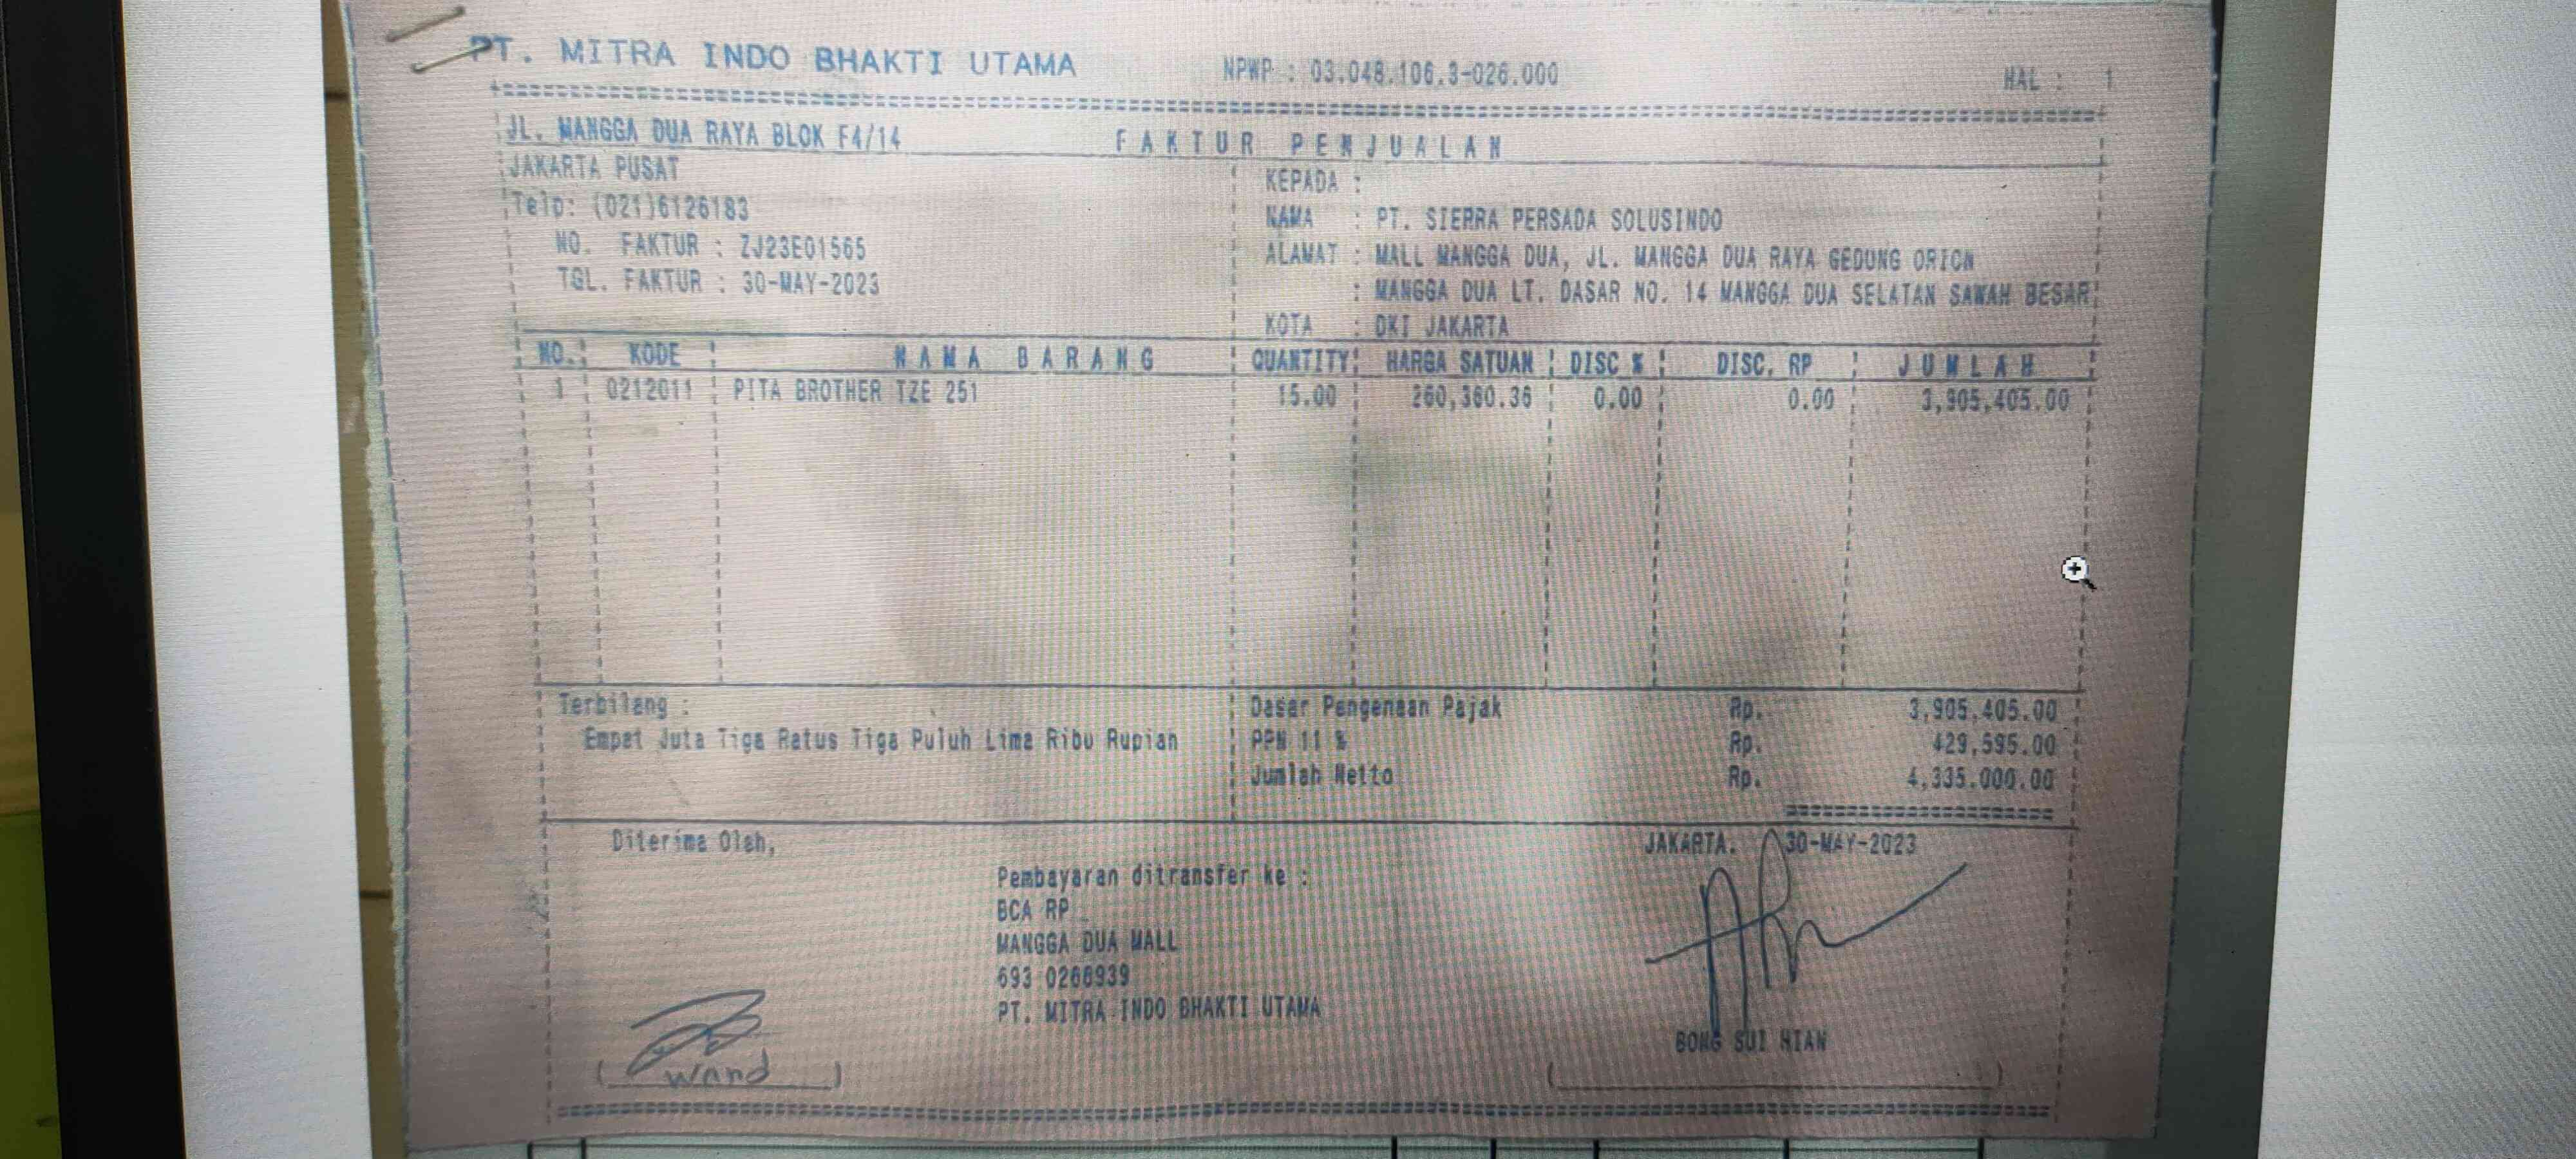 PT. MITRA INDO BHAKTI UTAMA NPWP : 03.048.106.3-026.000 HAL : 1
JL. MANGGA DUA RAYA BLOK F4/14
FAKTUR PENJUALAN
JAKARTA PUSAT
Telp: (021)6126183
NO. FAKTUR : ZJ23E01565
TGL. FAKTUR : 30-MAY-2023
KEPADA :
NAMA : PT. SIERRA PERSADA SOLUSINDO
ALAMAT : MALL MANGGA DUA, JL. MANGGA DUA RAYA GEDUNG ORION
: MANGGA DUA LT. DASAR NO. 14 MANGGA DUA SELATAN SAWAH BESAR
KOTA : DKI JAKARTA
NO. KODE NAMA BARANG QUANTITY HARGA SATUAN DISC % DISC. RP JUMLAH
1 0212011 PITA BROTHER TZE 251 15.00 260,360.36 0.00 0.00 3,905,405.00
Terbilang :
Empat Juta Tiga Ratus Tiga Puluh Lima Ribu Rupiah
Dasar Pengenaan Pajak Rp. 3,905,405.00
PPN 11 % Rp. 429,595.00
Jumlah Netto Rp. 4,335,000.00
Diterima Oleh,
JAKARTA, 30-MAY-2023
Pembayaran ditransfer ke :
BCA RP
MANGGA DUA MALL
693 0266939
PT. MITRA INDO BHAKTI UTAMA
BONG SUI HIAN